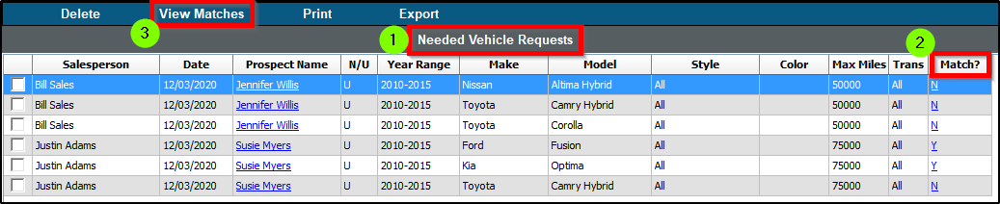 Delete View Matches Print Export
3
1 Needed Vehicle Requests 2
Salesperson Date Prospect Name N/U Year Range Make Model Style Color Max Miles Trans Match?
Bill Sales 12/03/2020 Jennifer Willis U 2010-2015 Nissan Altima Hybrid All 50000 All N
Bill Sales 12/03/2020 Jennifer Willis U 2010-2015 Toyota Camry Hybrid All 50000 All N
Bill Sales 12/03/2020 Jennifer Willis U 2010-2015 Toyota Corolla All 50000 All N
Justin Adams 12/03/2020 Susie Myers U 2010-2015 Ford Fusion All 75000 All Y
Justin Adams 12/03/2020 Susie Myers U 2010-2015 Kia Optima All 75000 All Y
Justin Adams 12/03/2020 Susie Myers U 2010-2015 Toyota Camry Hybrid All 75000 All N